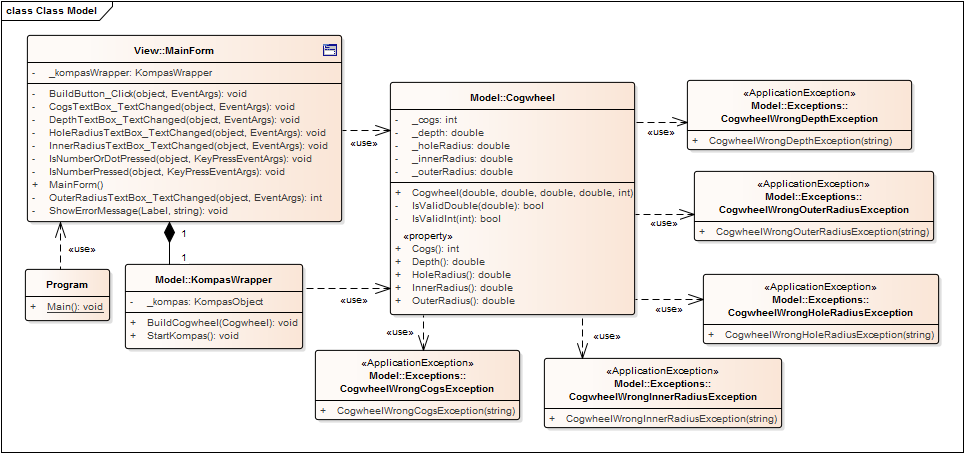 class Class Model
View::MainForm
- _kompasWrapper: KompasWrapper
- BuildButton_Click(object, EventArgs): void
- CogsTextBox_TextChanged(object, EventArgs): void
- DepthTextBox_TextChanged(object, EventArgs): void
- HoleRadiusTextBox_TextChanged(object, EventArgs): void
- InnerRadiusTextBox_TextChanged(object, EventArgs): void
- IsNumberOrDotPressed(object, KeyPressEventArgs): void
- IsNumberPressed(object, KeyPressEventArgs): void
+ MainForm()
- OuterRadiusTextBox_TextChanged(object, EventArgs): int
- ShowErrorMessage(Label, string): void
«use»
1
1
«use»
Program
+ Main(): void
Model::KompasWrapper
- _kompas: KompasObject
+ BuildCogwheel(Cogwheel): void
+ StartKompas(): void
«use»
Model::Cogwheel
- _cogs: int
- _depth: double
- _holeRadius: double
- _innerRadius: double
- _outerRadius: double
+ Cogwheel(double, double, double, double, int)
- IsValidDouble(double): bool
- IsValidInt(int): bool
«property»
+ Cogs(): int
+ Depth(): double
+ HoleRadius(): double
+ InnerRadius(): double
+ OuterRadius(): double
«use»
«ApplicationException»
Model::Exceptions::
CogwheelWrongDepthException
+ CogwheelWrongDepthException(string)
«use»
«ApplicationException»
Model::Exceptions::
CogwheelWrongOuterRadiusException
+ CogwheelWrongOuterRadiusException(string)
«use»
«ApplicationException»
Model::Exceptions::
CogwheelWrongHoleRadiusException
+ CogwheelWrongHoleRadiusException(string)
«use»
«ApplicationException»
Model::Exceptions::
CogwheelWrongCogsException
+ CogwheelWrongCogsException(string)
«use»
«ApplicationException»
Model::Exceptions::
CogwheelWrongInnerRadiusException
+ CogwheelWrongInnerRadiusException(string)